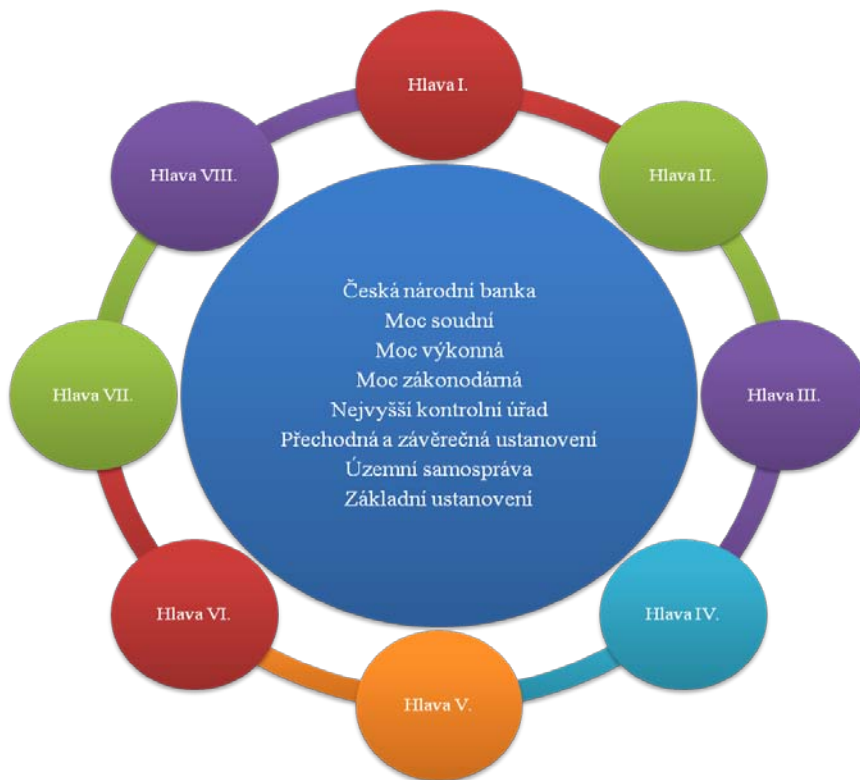 Hlava I.
Hlava II.
Hlava III.
Hlava IV.
Hlava V.
Hlava VI.
Hlava VII.
Hlava VIII.
Česká národní banka
Moc soudní
Moc výkonná
Moc zákonodárná
Nejvyšší kontrolní úřad
Přechodná a závěrečná ustanovení
Územní samospráva
Základní ustanovení